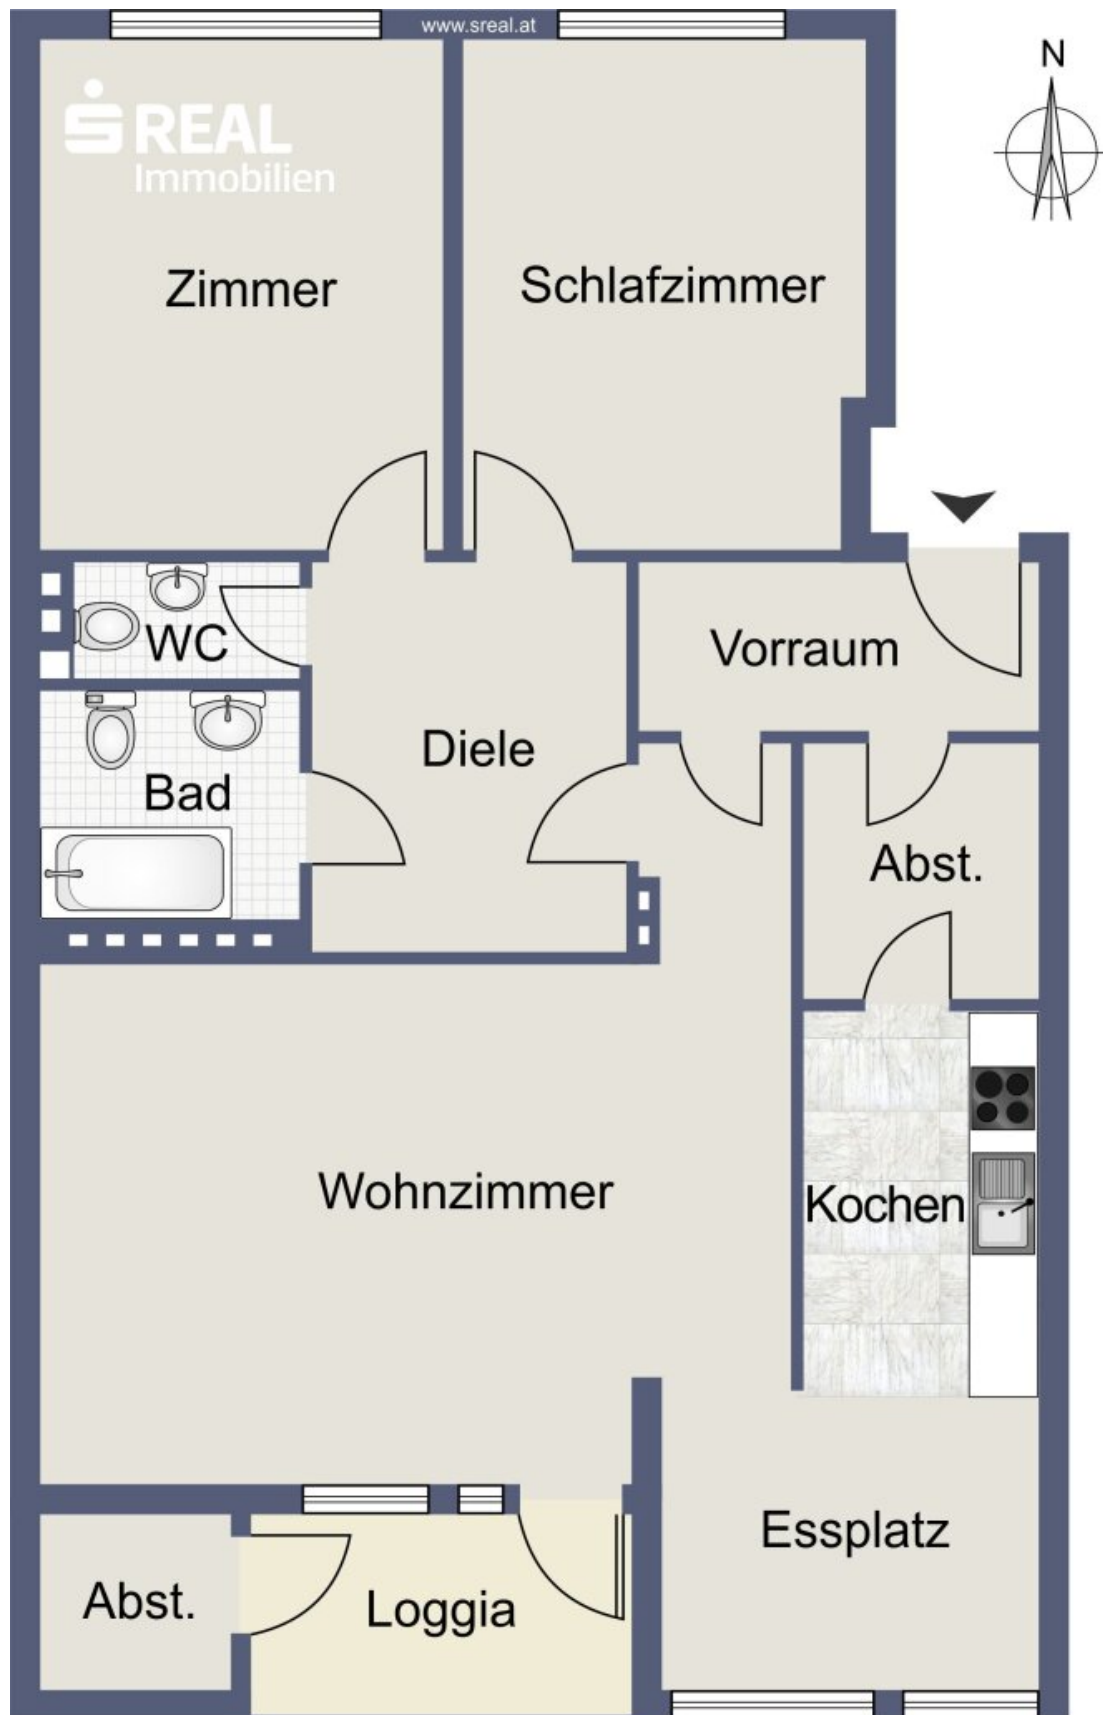 www.sreal.at
N
S REAL
Immobilien
Zimmer
Schlafzimmer
WC
Vorraum
Diele
Bad
Abst.
Wohnzimmer
Kochen
Essplatz
Abst.
Loggia